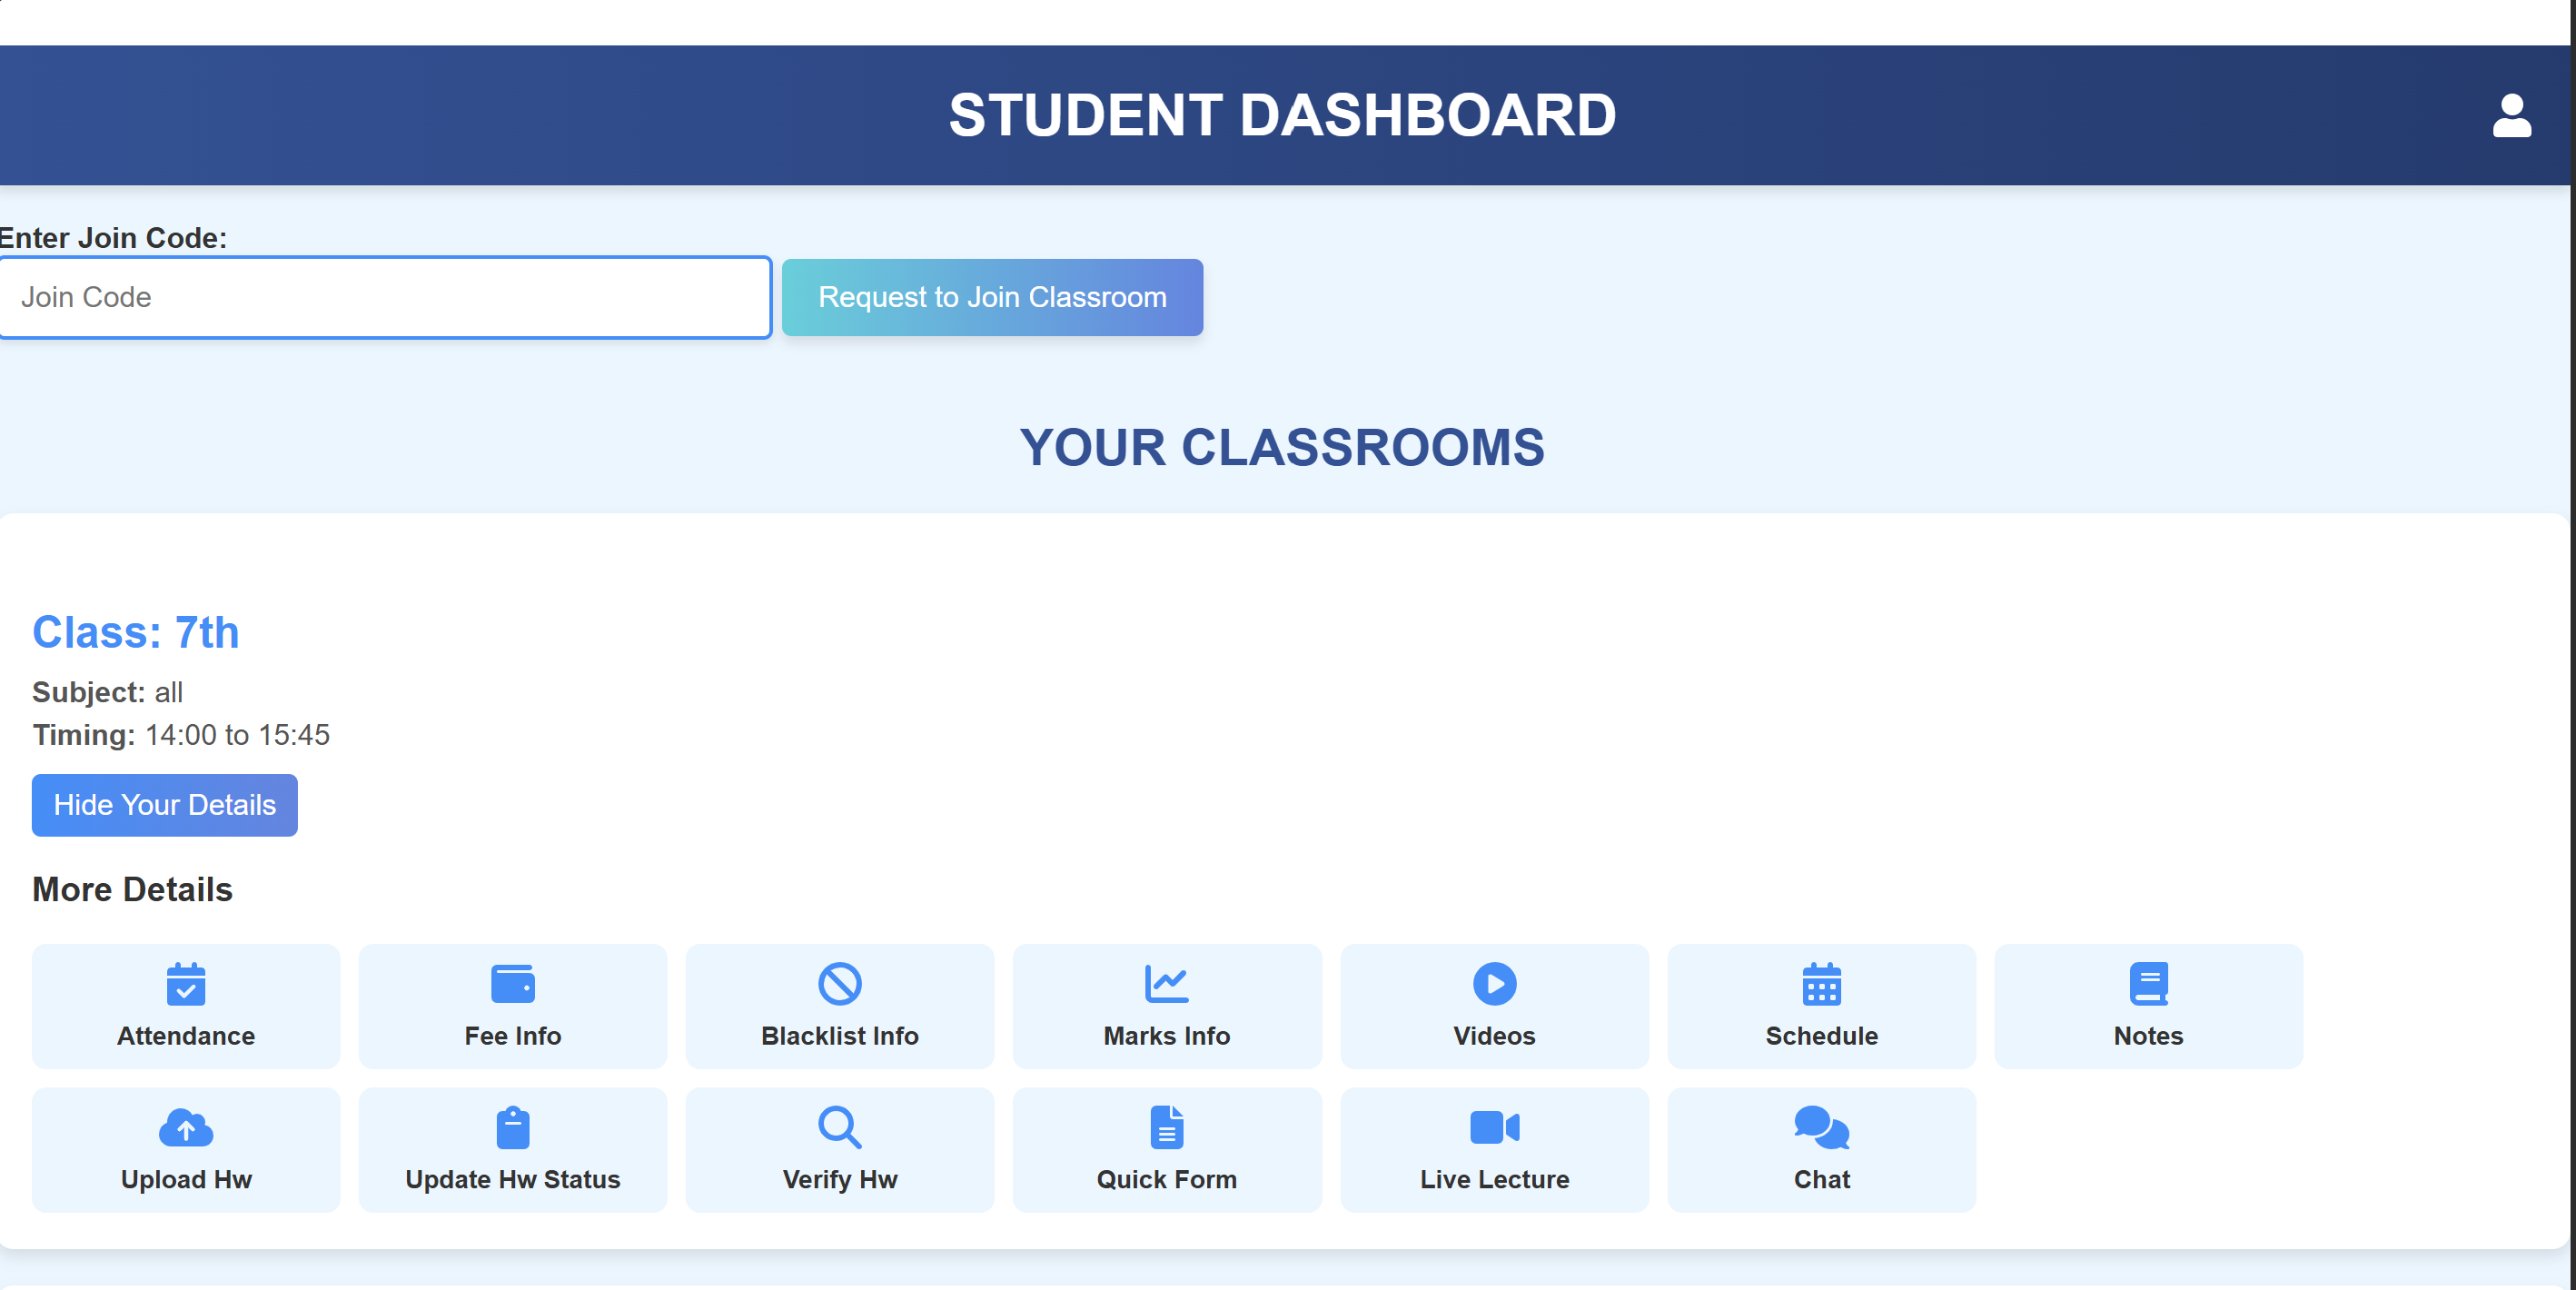 STUDENT DASHBOARD
Enter Join Code:
Join Code
Request to Join Classroom
YOUR CLASSROOMS
Class: 7th
Subject: all
Timing: 14:00 to 15:45
Hide Your Details
More Details
Attendance
Fee Info
Blacklist Info
Marks Info
Videos
Schedule
Notes
Upload Hw
Update Hw Status
Verify Hw
Quick Form
Live Lecture
Chat